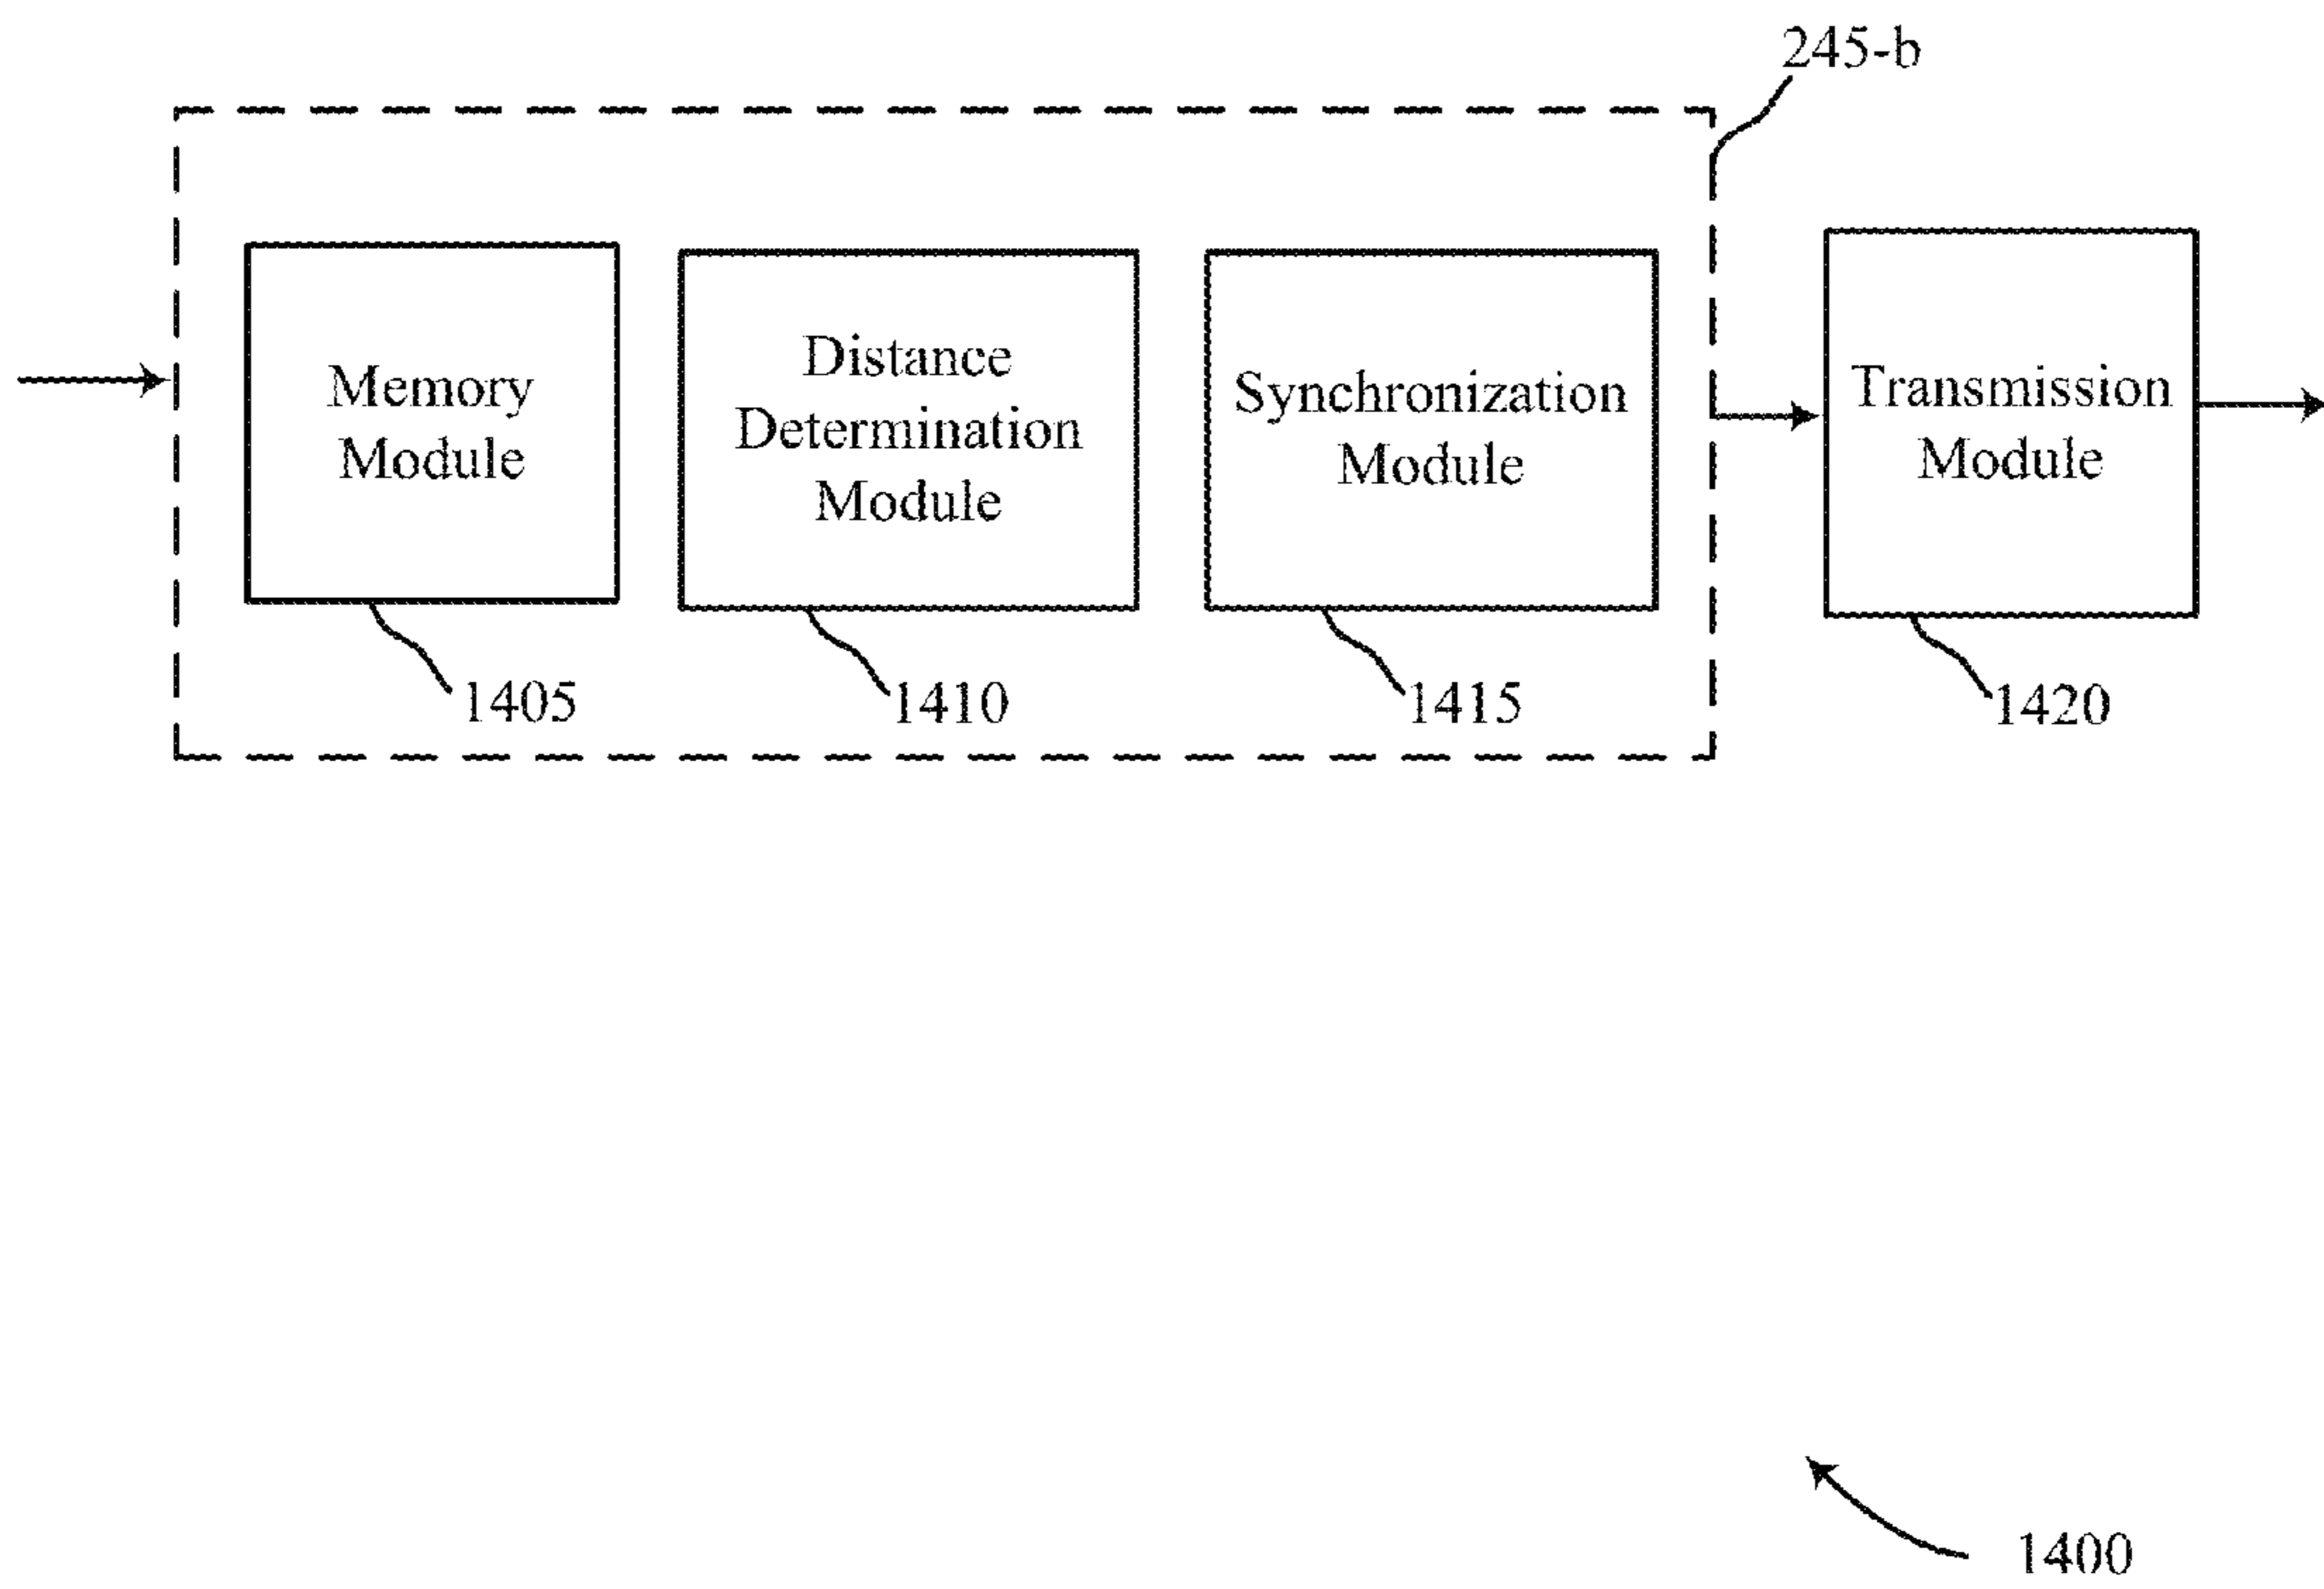 245-b
Memory
Module
Distance
Determination
Module
Synchronization
Module
Transmission
Module
1405
1410
1415
1420
1400